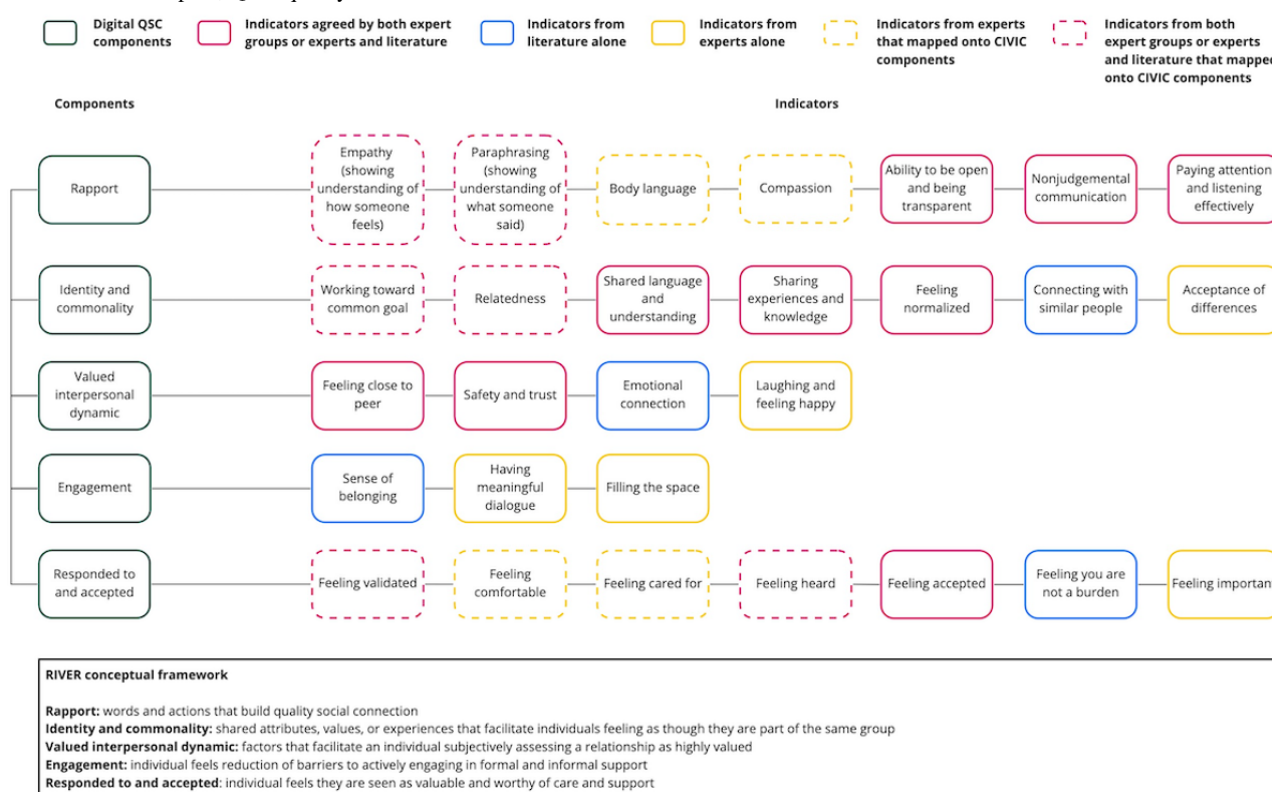 Digital QSC
components
Indicators agreed by both expert
groups or experts and literature
Indicators from
literature alone
Indicators from
experts alone
Indicators from experts
that mapped onto CIVIC
components
Indicators from both
expert groups or experts
and literature that mapped
onto CIVIC components
Components
Indicators
Rapport
Empathy
(showing
understanding of
how someone
feels)
Paraphrasing
(showing
understanding of
what someone
said)
Body language
Compassion
Ability to be open
and being
transparent
Nonjudgemental
communication
Paying attention
and listening
effectively
Identity and
commonality
Working toward
common goal
Relatedness
Shared language
and
understanding
Sharing
experiences and
knowledge
Feeling
normalized
Connecting with
similar people
Acceptance of
differences
Valued
interpersonal
dynamic
Feeling close to
peer
Safety and trust
Emotional
connection
Laughing and
feeling happy
Engagement
Sense of
belonging
Having
meaningful
dialogue
Filling the space
Responded to
and accepted
Feeling validated
Feeling
comfortable
Feeling cared for
Feeling heard
Feeling accepted
Feeling you are
not a burden
Feeling important
RIVER conceptual framework
Rapport: words and actions that build quality social connection
Identity and commonality: shared attributes, values, or experiences that facilitate individuals feeling as though they are part of the same group
Valued interpersonal dynamic: factors that facilitate an individual subjectively assessing a relationship as highly valued
Engagement: individual feels reduction of barriers to actively engaging in formal and informal support
Responded to and accepted: individual feels they are seen as valuable and worthy of care and support